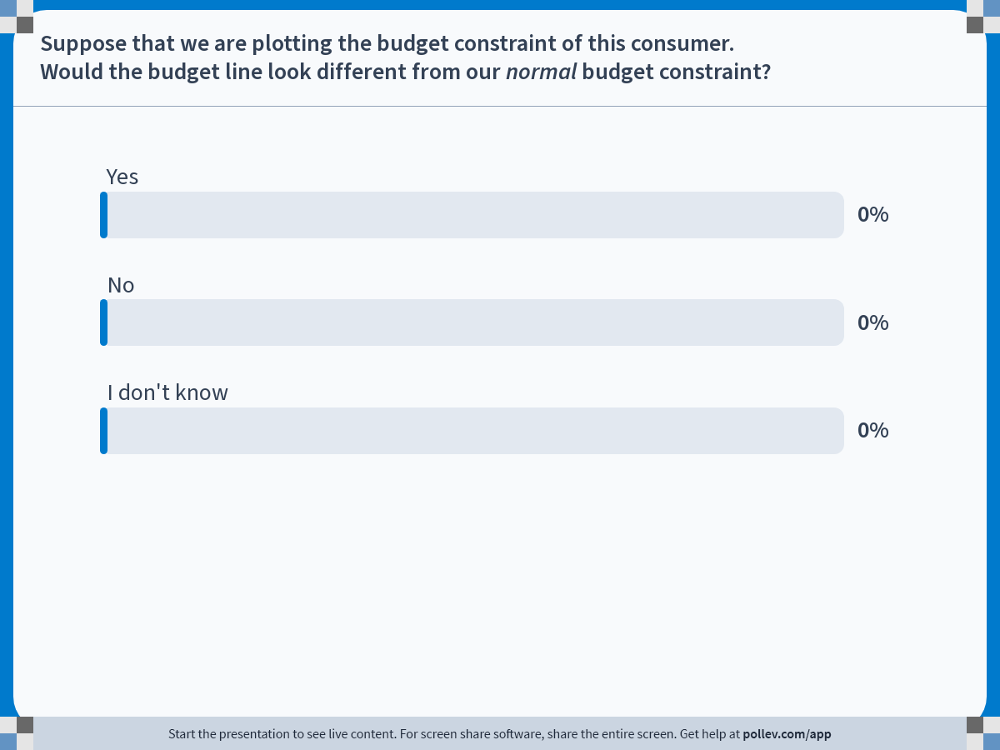 Suppose that we are plotting the budget constraint of this consumer.
Would the budget line look different from our normal budget constraint?
Yes
0%
No
0%
I don't know
0%
Start the presentation to see live content. For screen share software, share the entire screen. Get help at pollev.com/app